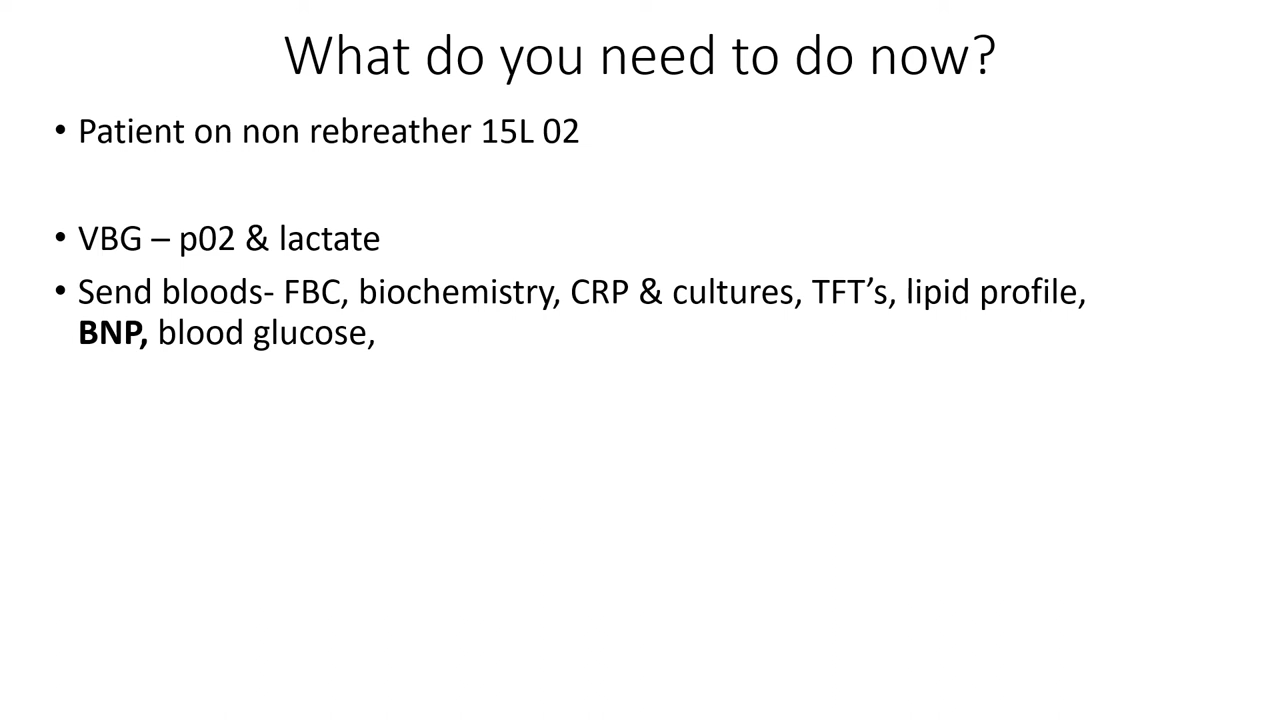 What do you need to do now?
• Patient on non rebreather 15L 02
• VBG – p02 & lactate
• Send bloods- FBC, biochemistry, CRP & cultures, TFT’s, lipid profile,
BNP, blood glucose,